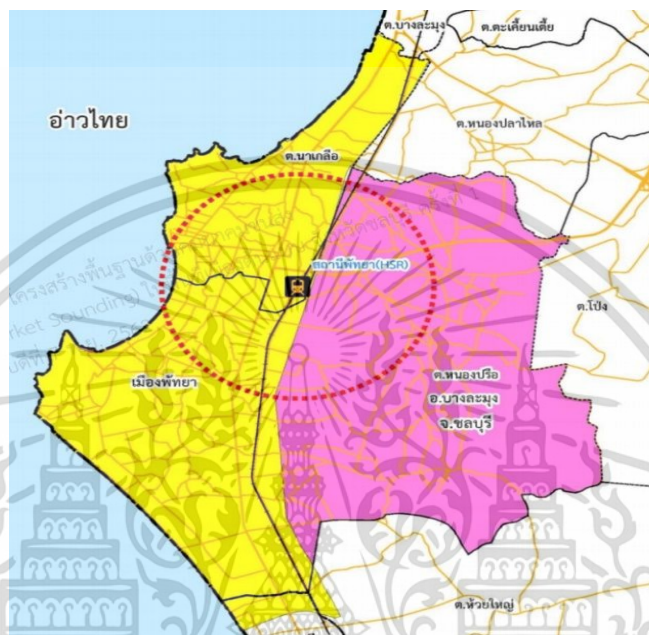 ต.บางละมุง
ต.ตะเคียนเตี้ย
อ่าวไทย
ต.หนองปลาไหล
ต.นาเกลือ
สถานีพัทยา(HSR)
ต.โป่ง
เมืองพัทยา
ต.หนองปรือ
อ.บางละมุง
จ.ชลบุรี
ต.ห้วยใหญ่